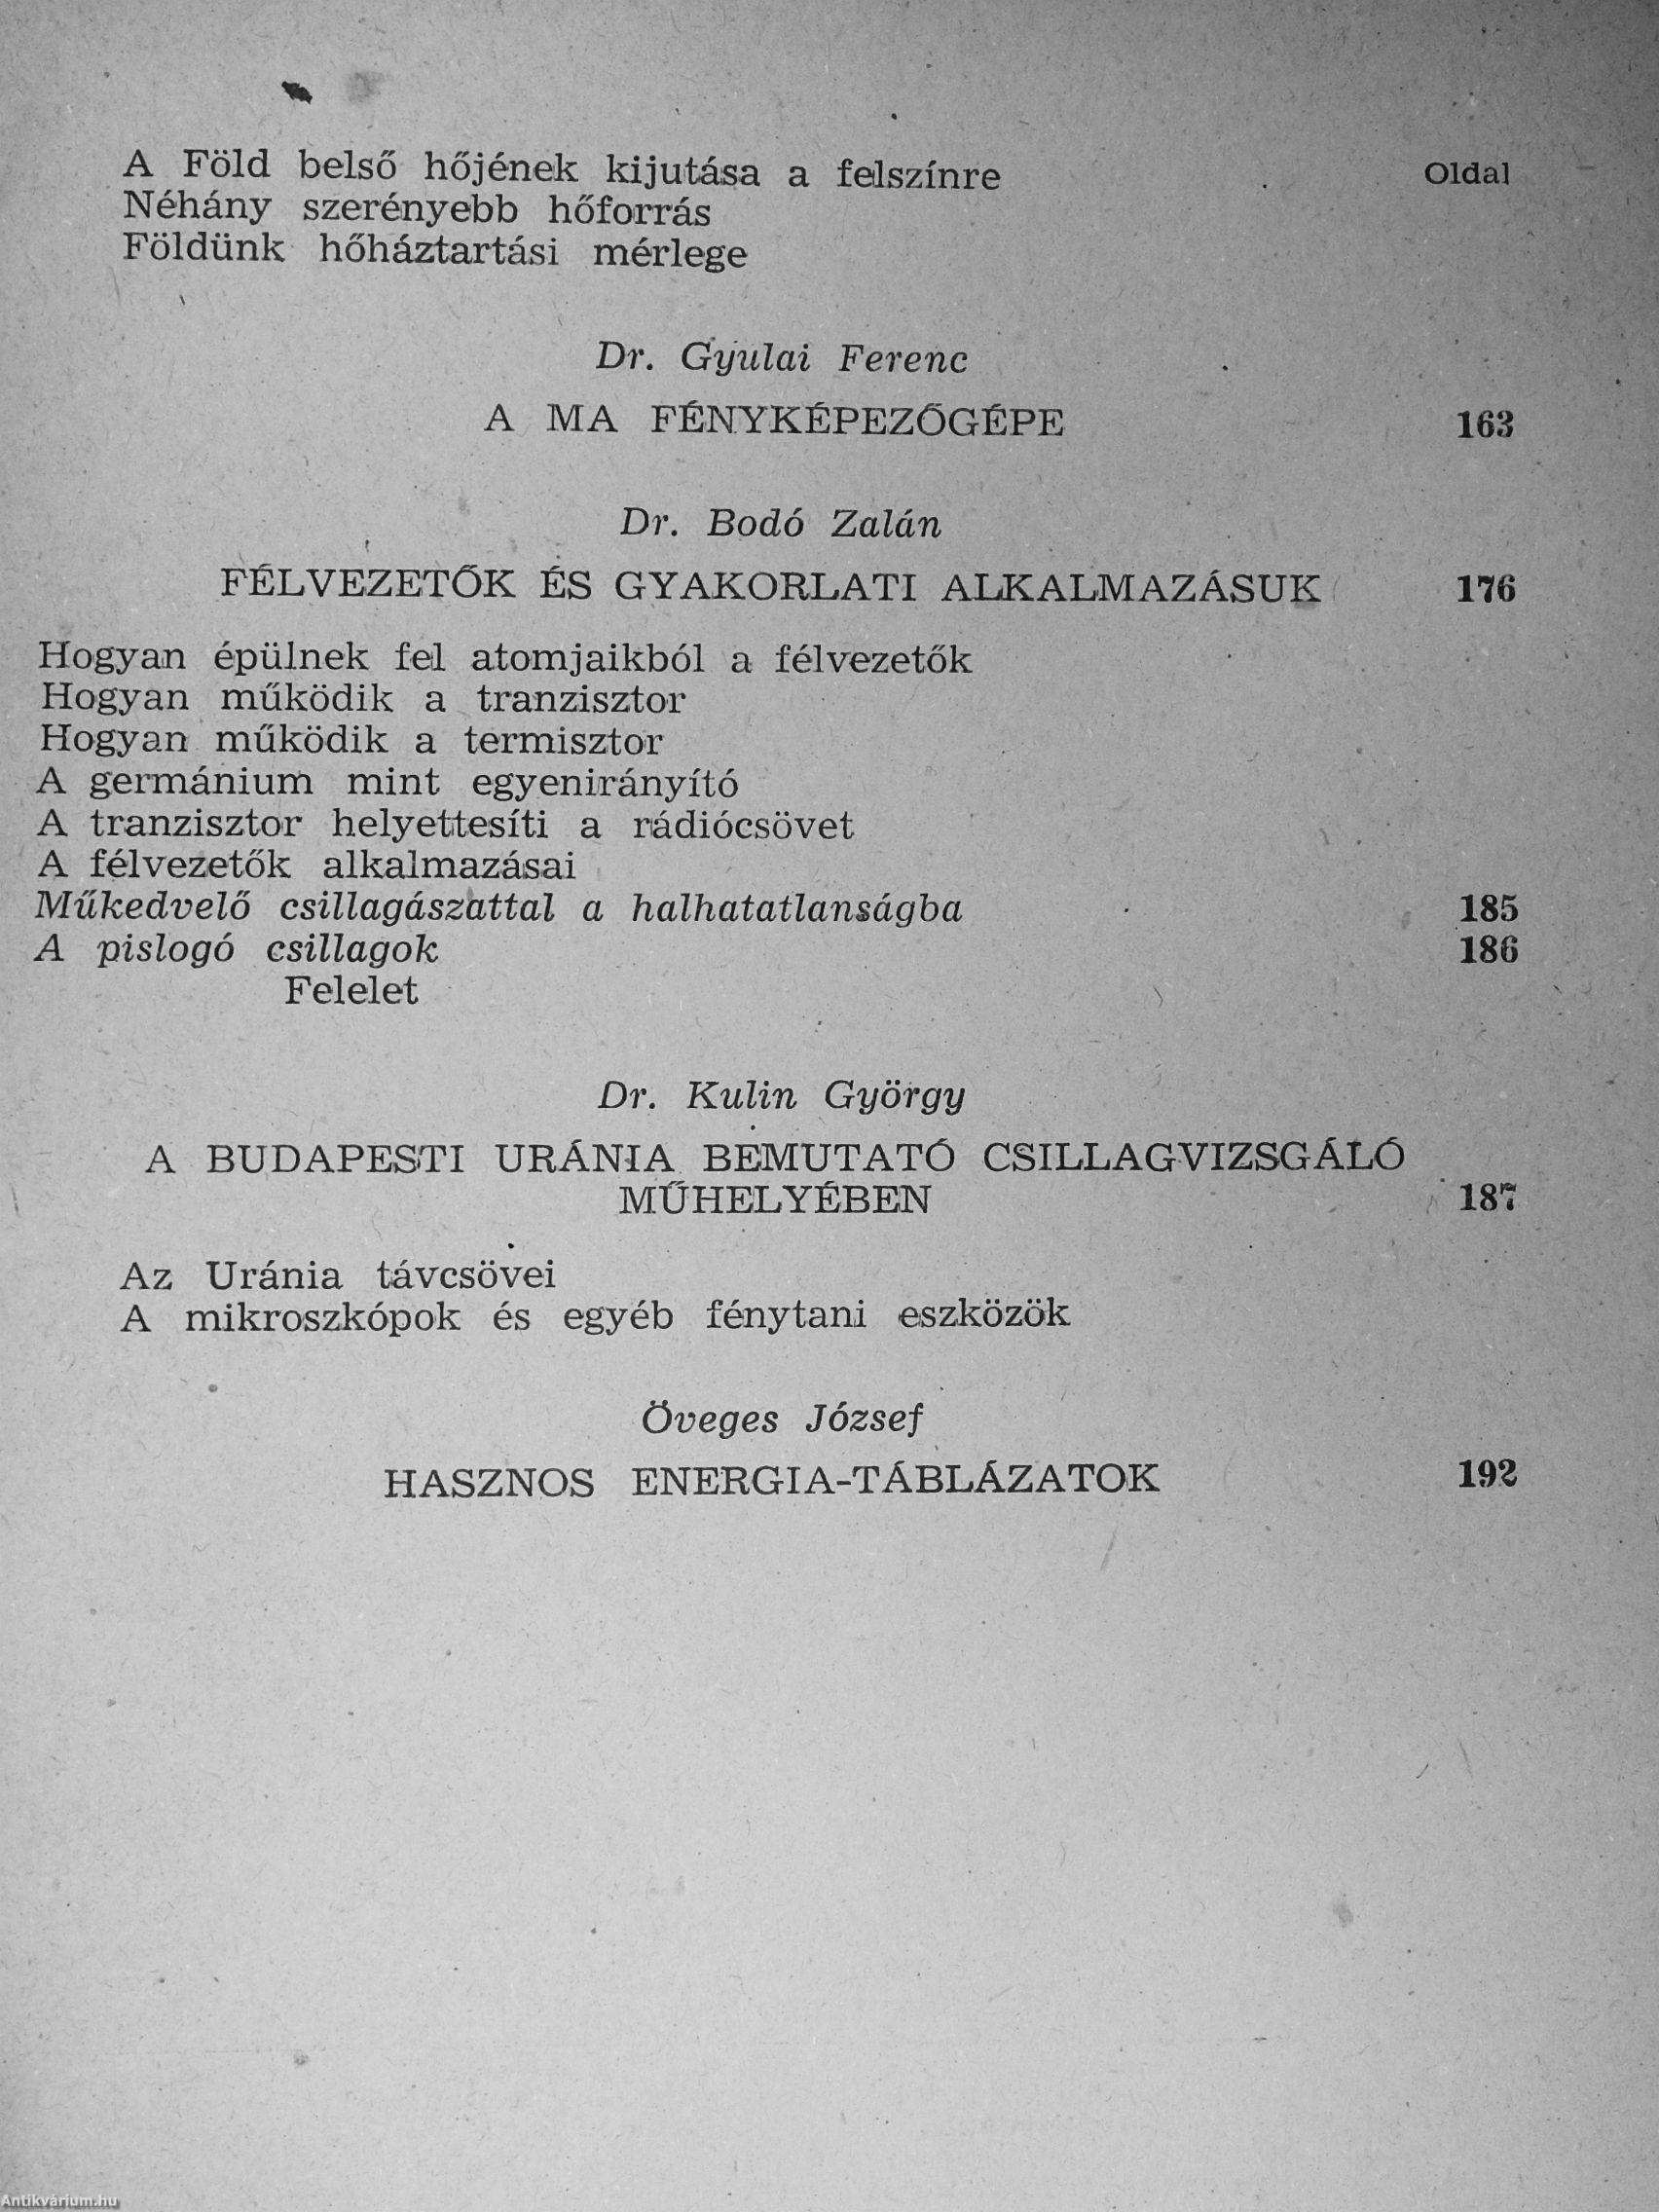 A Föld belső hőjének kijutása a felszínre Oldal
Néhány szerényebb hőforrás
Földünk hőháztartási mérlege
Dr. Gyulai Ferenc
A MA FÉNYKÉPEZŐGÉPE 163
Dr. Bodó Zalán
FÉLVEZETŐK ÉS GYAKORLATI ALKALMAZÁSUK 176
Hogyan épülnek fel atomjaikból a félvezetők
Hogyan működik a tranzisztor
Hogyan működik a termisztor
A germánium mint egyenirányító
A tranzisztor helyettesíti a rádiócsövet
A félvezetők alkalmazásai
Műkedvelő csillagászattal a halhatatlanságba 185
A pislogó csillagok 186
Felelet
Dr. Kulin György
A BUDAPESTI URÁNIA BEMUTATÓ CSILLAGVIZSGÁLÓ
MŰHELYÉBEN 187
Az Uránia távcsövei
A mikroszkópok és egyéb fénytani eszközök
Öveges József
HASZNOS ENERGIA-TÁBLÁZATOK 192
Antikvárium.hu